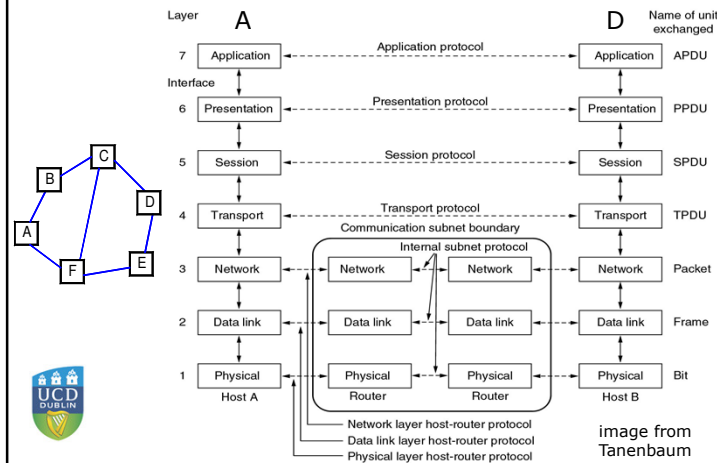 Layer A D Name of unit
exchanged
7 Application Application protocol Application APDU
Interface
6 Presentation Presentation protocol Presentation PPDU
5 Session Session protocol Session SPDU
4 Transport Transport protocol Transport TPDU
Communication subnet boundary
Internal subnet protocol
3 Network Network Network Network Packet
2 Data link Data link Data link Data link Frame
1 Physical Physical Physical Physical Bit
Host A Router Router Host B
Network layer host-router protocol
Data link layer host-router protocol
Physical layer host-router protocol
C
B
D
A
E
F
UCD
DUBLIN
image from
Tanenbaum